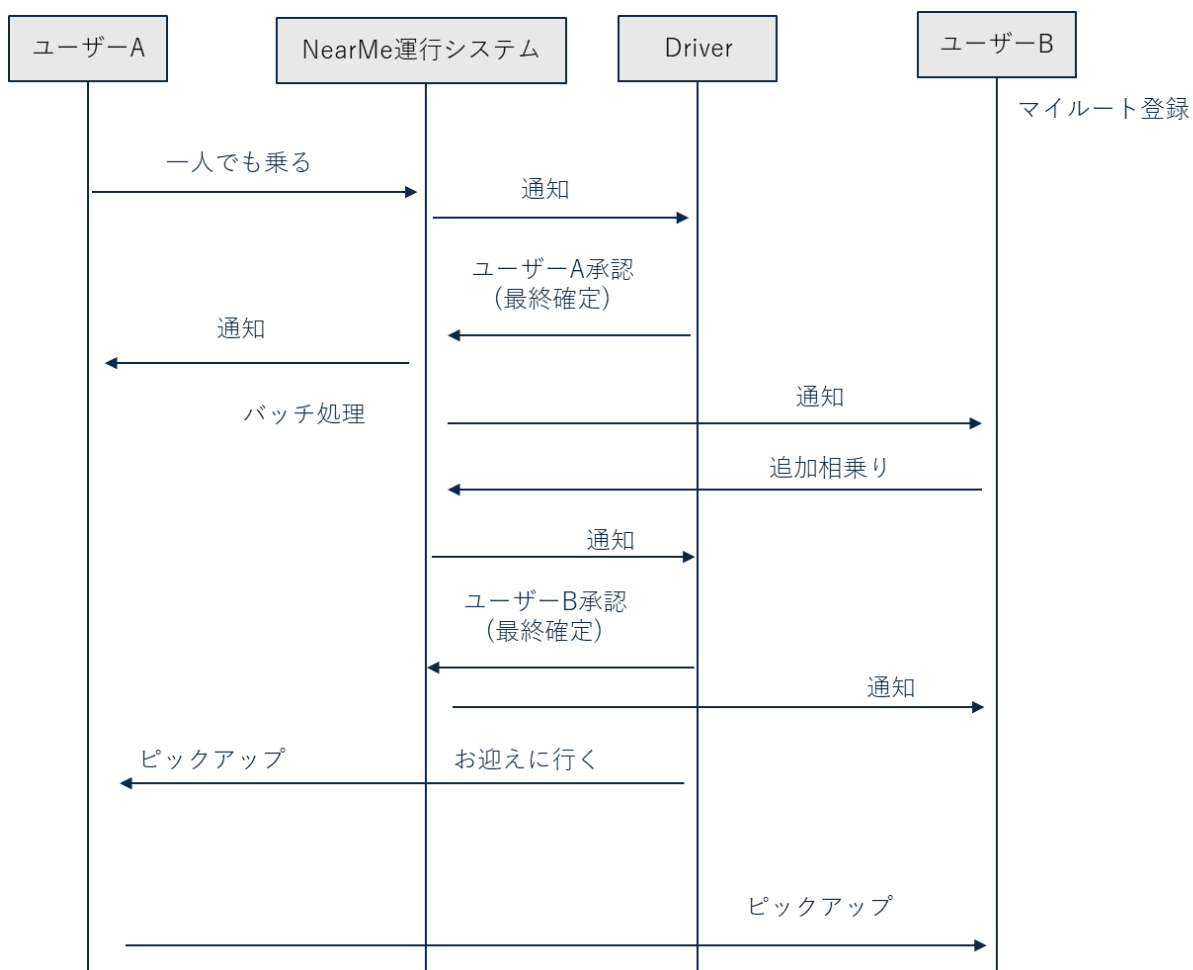 ユーザーA
NearMe運行システム
Driver
ユーザーB
マイルート登録
一人でも乗る
通知
ユーザーA承認
(最終確定)
通知
バッチ処理
通知
追加相乗り
通知
ユーザーB承認
(最終確定)
通知
ピックアップ
お迎えに行く
ピックアップ